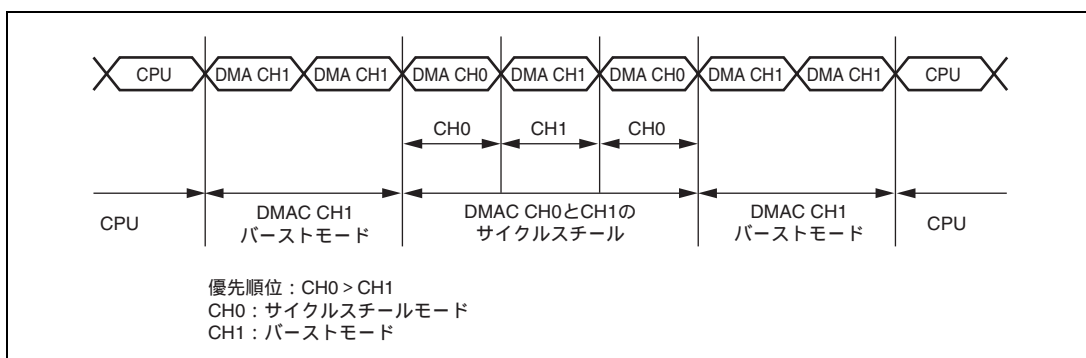 CPU DMA CH1 DMA CH1 DMA CH0 DMA CH1 DMA CH0 DMA CH1 DMA CH1 CPU
CH0 CH1 CH0
CPU
DMAC CH1
バーストモード
DMAC CH0とCH1の
サイクルスチール
DMAC CH1
バーストモード
CPU
優先順位：CH0 > CH1
CH0：サイクルスチールモード
CH1：バーストモード